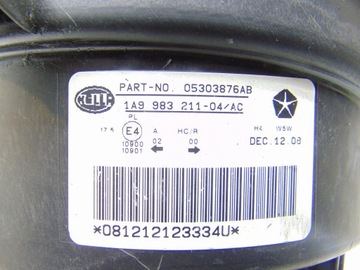 HELLA
PART-NO. 05303876AB
1A9 983 211-04/AC
PL
17.5 E4 A HC/R H4 W5W
10900 02 00 DEC.12.08
10901
*081212123334U*